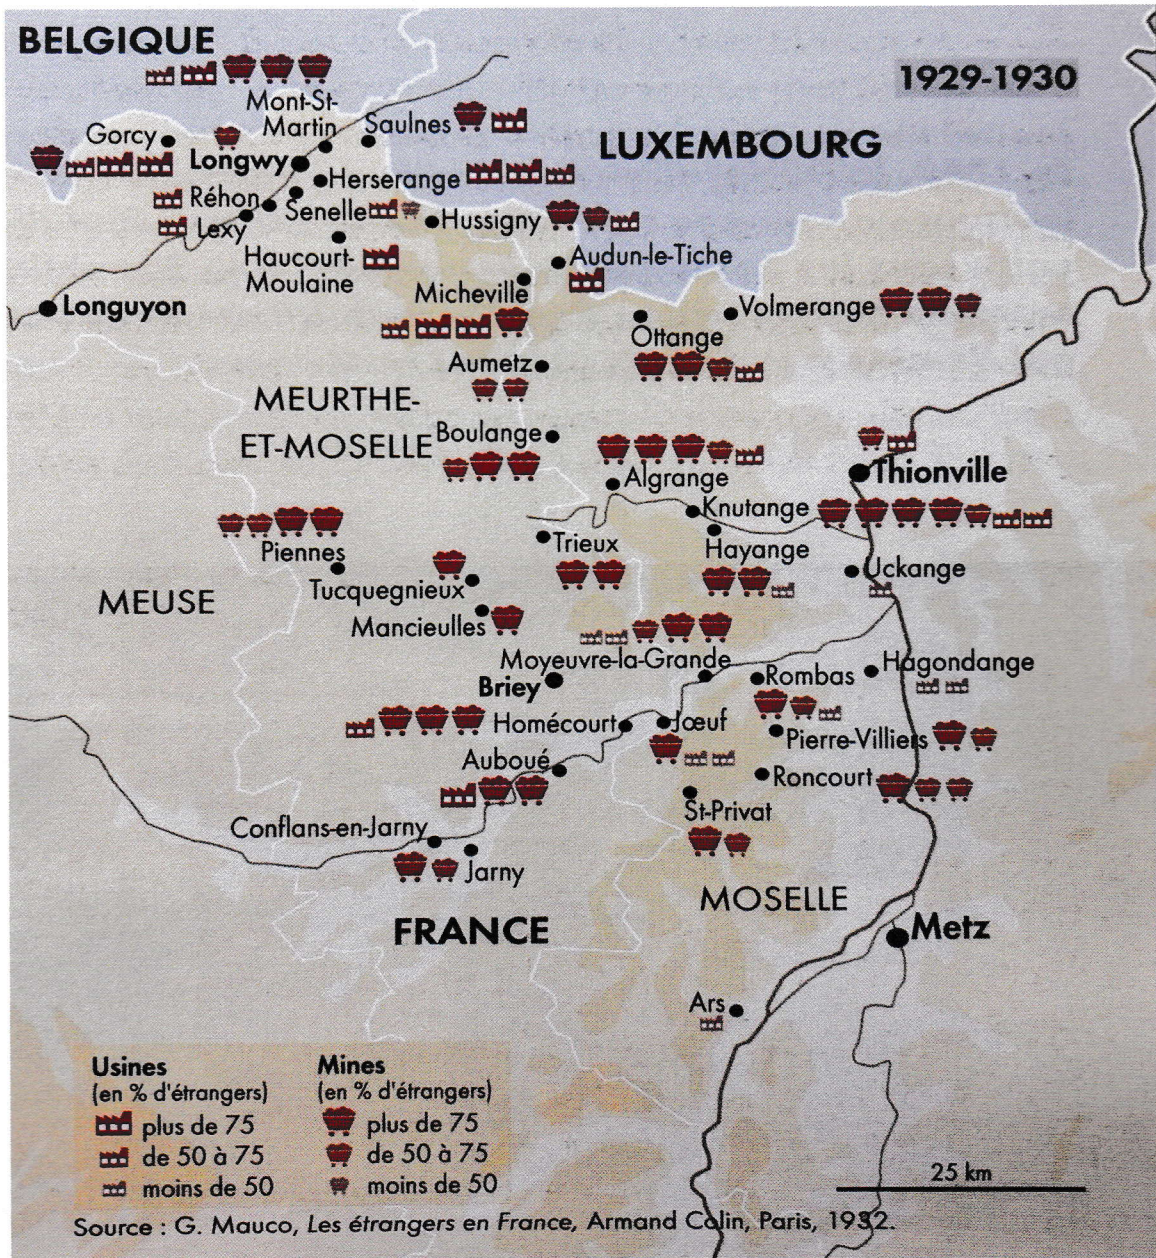 BELGIQUE
1929-1930
Mont-St-
Martin
Saulnes
Gorcy
LUXEMBOURG
Longwy
Herserange
Réhon
Senelle
Hussigny
Lexy
Haucourt-
Moulaine
Audun-le-Tiche
Micheville
Longuyon
Volmerange
Ottange
Aumetz
MEURTHE-
ET-MOSELLE
Boulange
Thionville
Algrange
Knutange
Trieux
Hayange
Piennes
Uckange
Tucquegnieux
MEUSE
Mancieulles
Moyeuvre-la-Grande
Hagondange
Briey
Rombas
Homécourt
Jœuf
Pierre-Villiers
Auboué
Roncourt
St-Privat
Conflans-en-Jarny
Jarny
MOSELLE
FRANCE
Metz
Ars
Usines
(en % d'étrangers)
plus de 75
de 50 à 75
moins de 50
Mines
(en % d'étrangers)
plus de 75
de 50 à 75
moins de 50
25 km
Source : G. Mauco, Les étrangers en France, Armand Colin, Paris, 1932.